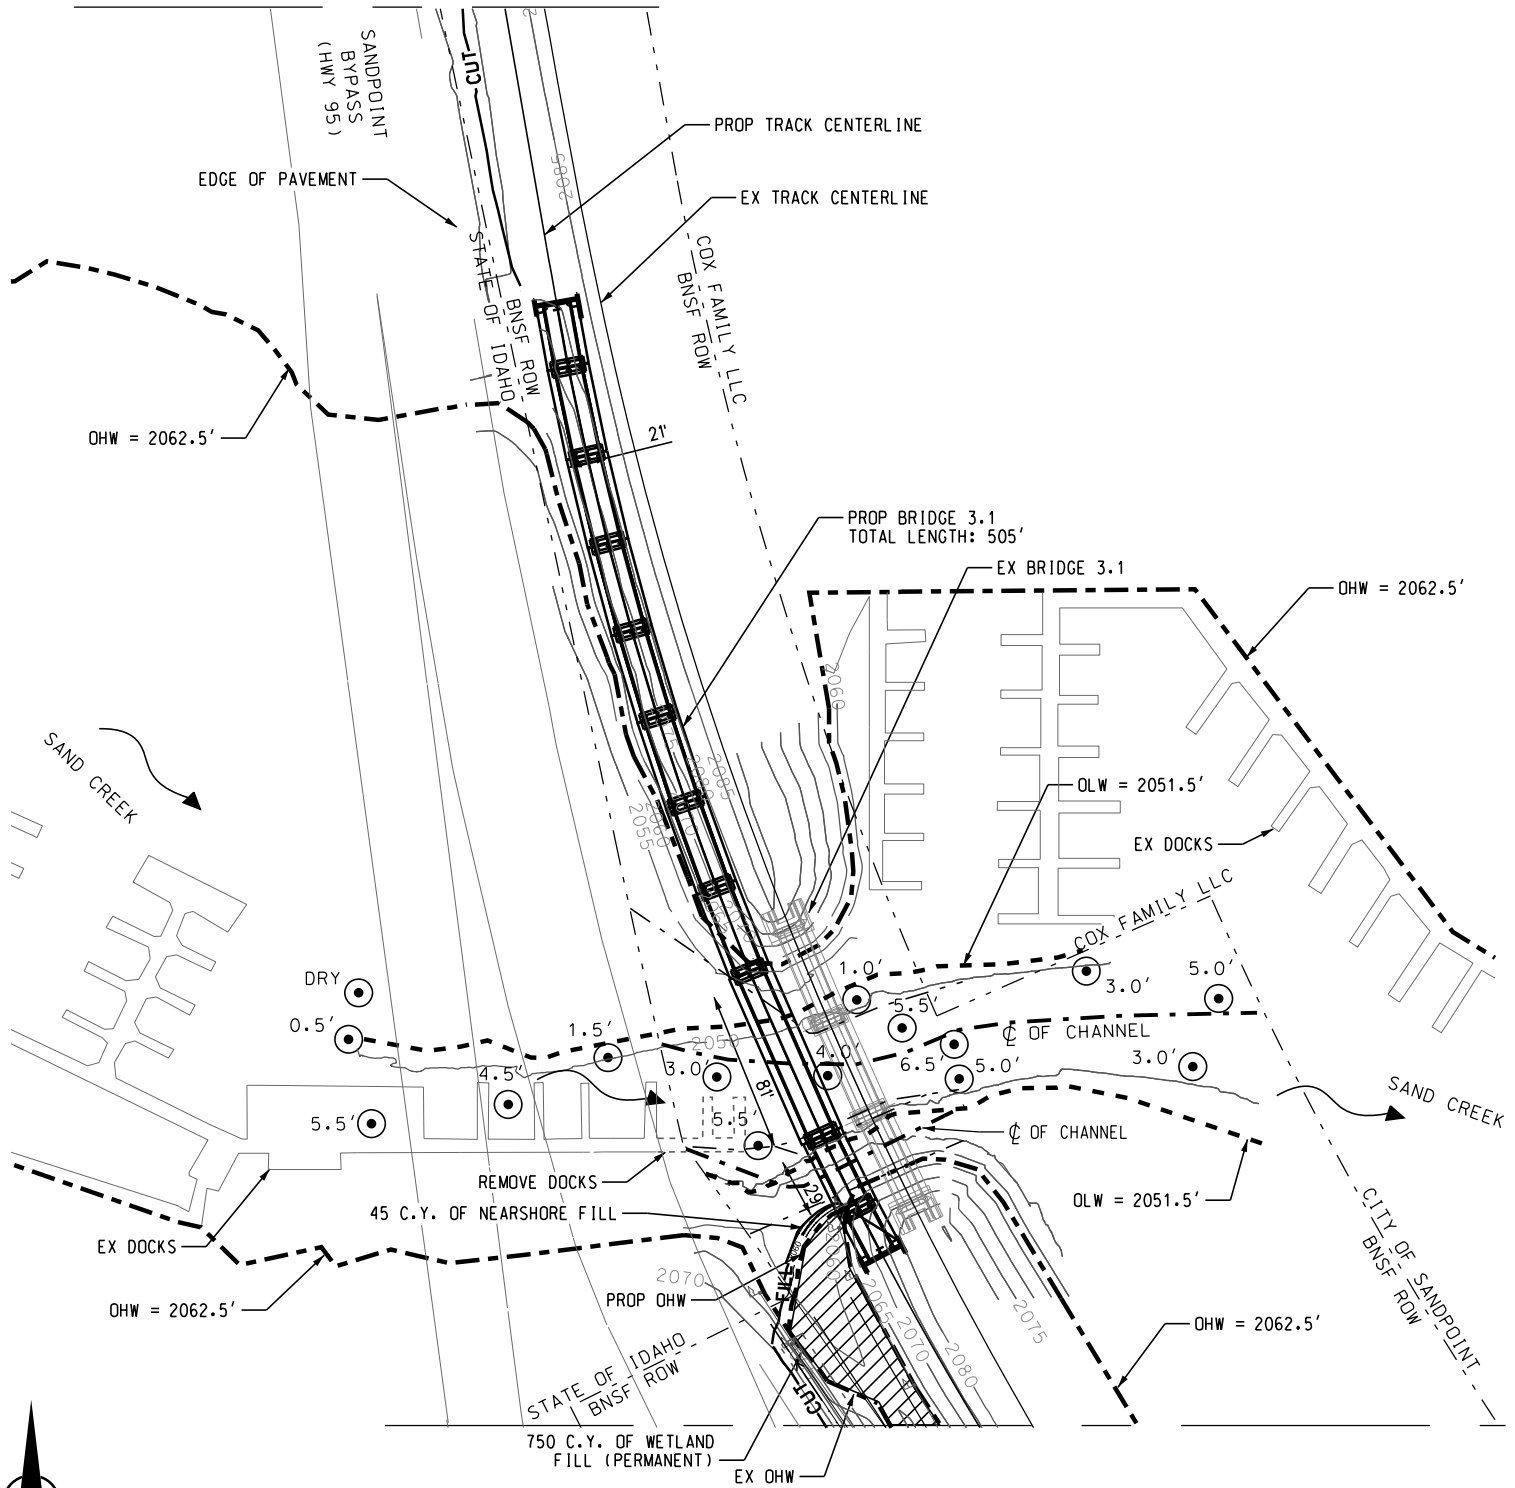 SANDPOINT
BYPASS
(HWY 95)
CUT
PROP TRACK CENTERLINE
2085
EDGE OF PAVEMENT
EX TRACK CENTERLINE
STATE OF IDAHO
BNSF ROW
COX FAMILY LLC
BNSF ROW
OHW = 2062.5'
21'
PROP BRIDGE 3.1
TOTAL LENGTH: 505'
EX BRIDGE 3.1
OHW = 2062.5'
2060
SAND CREEK
2085
2080
2070
2060
2055
OLW = 2051.5'
EX DOCKS
COX FAMILY LLC
DRY
1.0'
3.0'
5.0'
0.5'
1.5'
5.5'
2050
℄ OF CHANNEL
4.5'
3.0'
4.0'
6.5'
5.0'
3.0'
81'
SAND CREEK
5.5'
5.5'
℄ OF CHANNEL
REMOVE DOCKS
29'
OLW = 2051.5'
45 C.Y. OF NEARSHORE FILL
EX DOCKS
CITY OF SANDPOINT
BNSF ROW
2070
FILL
2060
2065
2070
2080
2075
PROP OHW
OHW = 2062.5'
OHW = 2062.5'
STATE OF IDAHO
BNSF ROW
CUT
750 C.Y. OF WETLAND
FILL (PERMANENT)
EX OHW